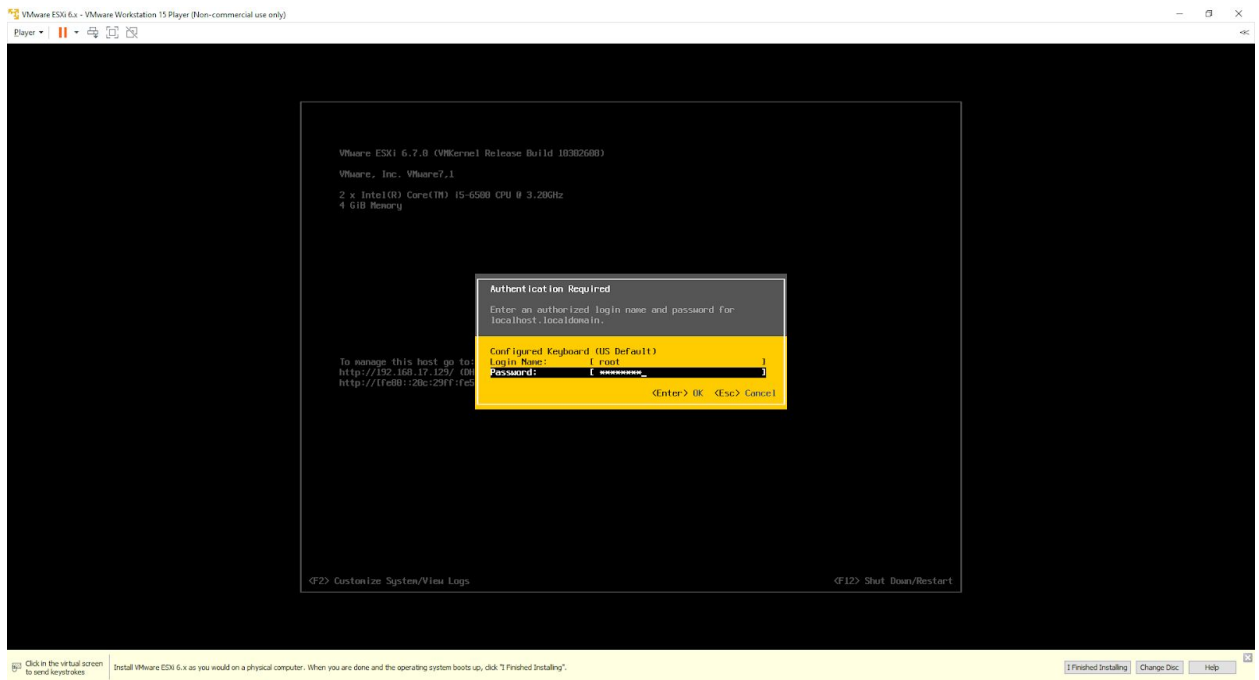 VMware ESXi 6.x - VMware Workstation 15 Player (Non-commercial use only)
Player
VMware ESXi 6.7.0 (VMKernel Release Build 10302608)
VMware, Inc. VMware7,1
2 x Intel(R) Core(TM) i5-6500 CPU @ 3.20GHz
4 GiB Memory
Authentication Required
Enter an authorized login name and password for
localhost.localdomain.
Configured Keyboard (US Default)
Login Name: [ root ]
Password: [ ********_ ]
<Enter> OK <Esc> Cancel
To manage this host go to:
http://192.168.17.129/ (DH
http://[fe80::20c:29ff:fe5
<F2> Customize System/View Logs
<F12> Shut Down/Restart
Click in the virtual screen
to send keystrokes
Install VMware ESXi 6.x as you would on a physical computer. When you are done and the operating system boots up, click "I Finished Installing".
I Finished Installing
Change Disc
Help